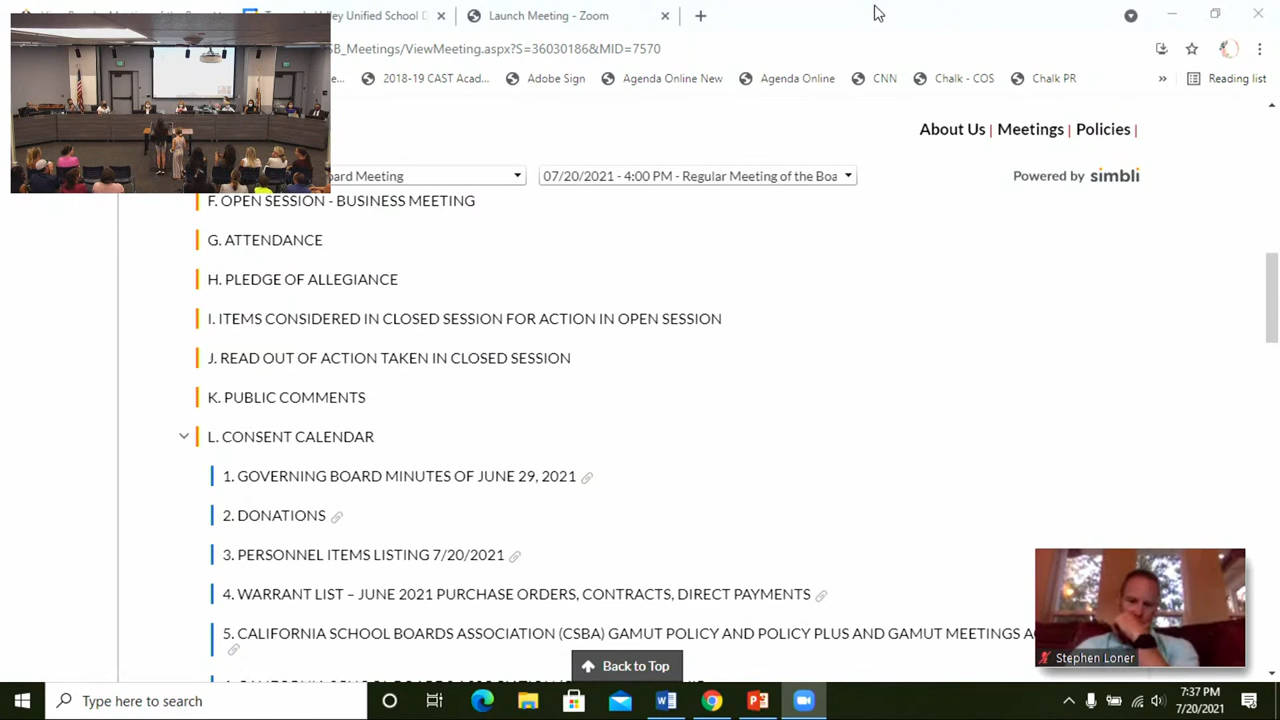 Valley Unified School D
Launch Meeting - Zoom
SB_Meetings/ViewMeeting.aspx?S=36030186&MID=7570
e...
2018-19 CAST Acad...
Adobe Sign
Agenda Online New
Agenda Online
CNN
Chalk - COS
Chalk PR
»
Reading list
About Us | Meetings | Policies |
oard Meeting
07/20/2021 - 4:00 PM - Regular Meeting of the Boa
Powered by simbli
F. OPEN SESSION - BUSINESS MEETING
G. ATTENDANCE
H. PLEDGE OF ALLEGIANCE
I. ITEMS CONSIDERED IN CLOSED SESSION FOR ACTION IN OPEN SESSION
J. READ OUT OF ACTION TAKEN IN CLOSED SESSION
K. PUBLIC COMMENTS
L. CONSENT CALENDAR
1. GOVERNING BOARD MINUTES OF JUNE 29, 2021
2. DONATIONS
3. PERSONNEL ITEMS LISTING 7/20/2021
4. WARRANT LIST – JUNE 2021 PURCHASE ORDERS, CONTRACTS, DIRECT PAYMENTS
5. CALIFORNIA SCHOOL BOARDS ASSOCIATION (CSBA) GAMUT POLICY AND POLICY PLUS AND GAMUT MEETINGS
Stephen Loner
Back to Top
Type here to search
7:37 PM
7/20/2021